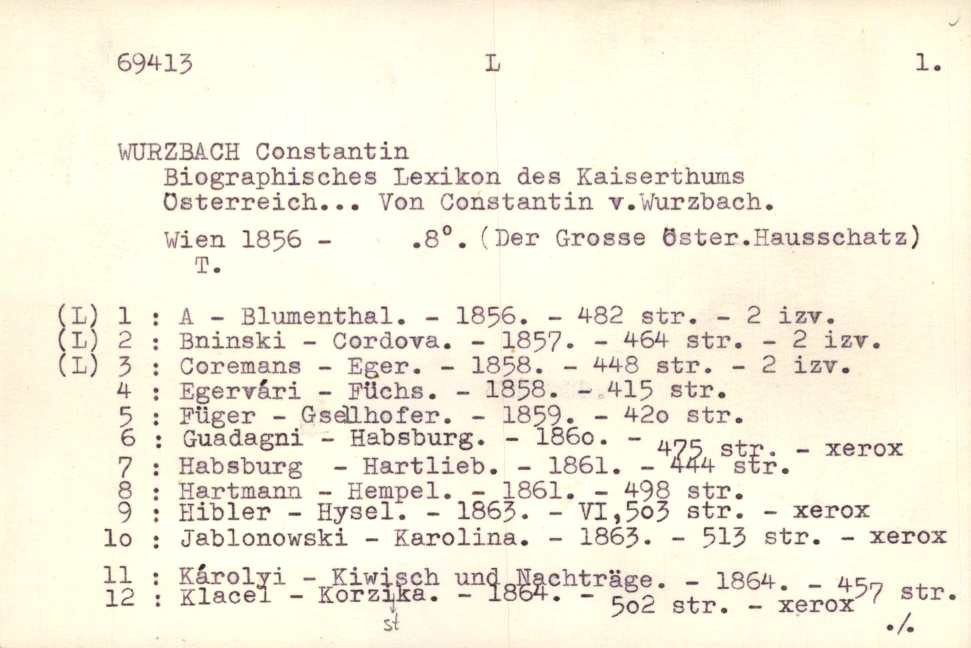 69413 L 1.
WURZBACH Constantin
Biographisches Lexikon des Kaiserthums
Österreich... Von Constantin v.Wurzbach.
Wien 1856 - .8°. (Der Grosse Öster.Hausschatz)
T.
(L) 1 : A - Blumenthal. - 1856. - 482 str. - 2 izv.
(L) 2 : Bninski - Cordova. - 1857. - 464 str. - 2 izv.
(L) 3 : Coremans - Eger. - 1858. - 448 str. - 2 izv.
4 : Egervári - Füchs. - 1858. - 415 str.
5 : Füger - Gsellhofer. - 1859. - 42o str.
6 : Guadagni - Habsburg. - 186o. - 475 str. - xerox
7 : Habsburg - Hartlieb. - 1861. - 444 str.
8 : Hartmann - Hempel. - 1861. - 498 str.
9 : Hibler - Hysel. - 1863. - VI,5o3 str. - xerox
1o : Jablonowski - Karolina. - 1863. - 513 str. - xerox
11 : Károlyi - Kiwisch und Nachträge. - 1864. - 457 str.
12 : Klacel - Korzika. - 1864. - 5o2 str. - xerox
st
./.